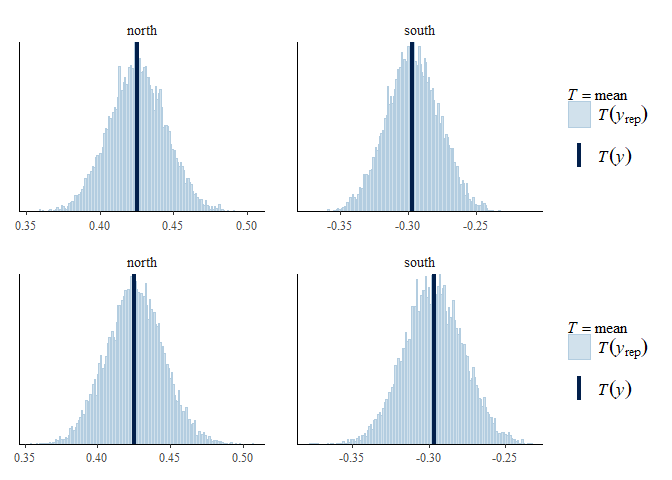 north
south
0.35 0.40 0.45 0.50
-0.35 -0.30 -0.25
T = mean
T(yrep)
T(y)
north
south
0.35 0.40 0.45 0.50
-0.35 -0.30 -0.25
T = mean
T(yrep)
T(y)